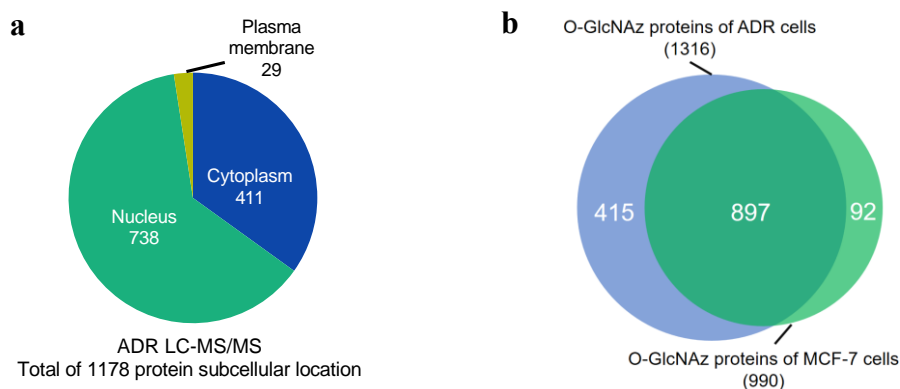 a
Plasma
membrane
29
Cytoplasm
411
Nucleus
738
ADR LC-MS/MS
Total of 1178 protein subcellular location
b
O-GlcNAz proteins of ADR cells
(1316)
415
897
92
O-GlcNAz proteins of MCF-7 cells
(990)